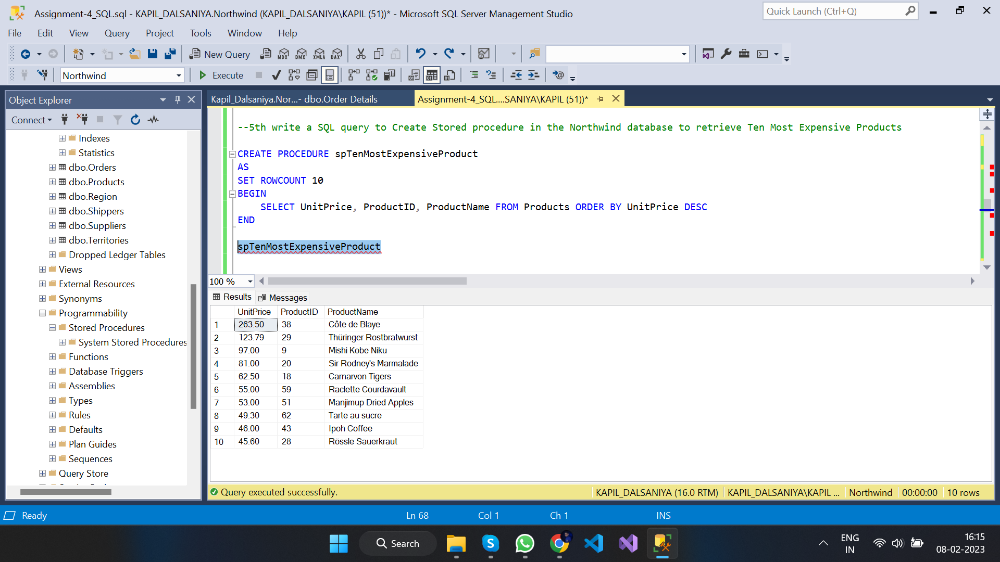 Assignment-4_SQL.sql - KAPIL_DALSANIYA.Northwind (KAPIL_DALSANIYA\KAPIL (51))* - Microsoft SQL Server Management Studio
Quick Launch (Ctrl+Q)
File Edit View Query Project Tools Window Help
New Query MDX DMX XMLA DAX
Northwind Execute
Object Explorer
Connect
Indexes
Statistics
dbo.Orders
dbo.Products
dbo.Region
dbo.Shippers
dbo.Suppliers
dbo.Territories
Dropped Ledger Tables
Views
External Resources
Synonyms
Programmability
Stored Procedures
System Stored Procedures
Functions
Database Triggers
Assemblies
Types
Rules
Defaults
Plan Guides
Sequences
Query Store
Kapil_Dalsaniya.Nor...- dbo.Order Details
Assignment-4_SQL....SANIYA\KAPIL (51))*
--5th write a SQL query to Create Stored procedure in the Northwind database to retrieve Ten Most Expensive Products
CREATE PROCEDURE spTenMostExpensiveProduct
AS
SET ROWCOUNT 10
BEGIN
SELECT UnitPrice, ProductID, ProductName FROM Products ORDER BY UnitPrice DESC
END
spTenMostExpensiveProduct
100 %
Results Messages
UnitPrice ProductID ProductName
1 263.50 38 Côte de Blaye
2 123.79 29 Thüringer Rostbratwurst
3 97.00 9 Mishi Kobe Niku
4 81.00 20 Sir Rodney's Marmalade
5 62.50 18 Carnarvon Tigers
6 55.00 59 Raclette Courdavault
7 53.00 51 Manjimup Dried Apples
8 49.30 62 Tarte au sucre
9 46.00 43 Ipoh Coffee
10 45.60 28 Rössle Sauerkraut
Query executed successfully. KAPIL_DALSANIYA (16.0 RTM) KAPIL_DALSANIYA\KAPIL ... Northwind 00:00:00 10 rows
Ready Ln 68 Col 1 Ch 1 INS
Search
ENG
IN
16:15
08-02-2023